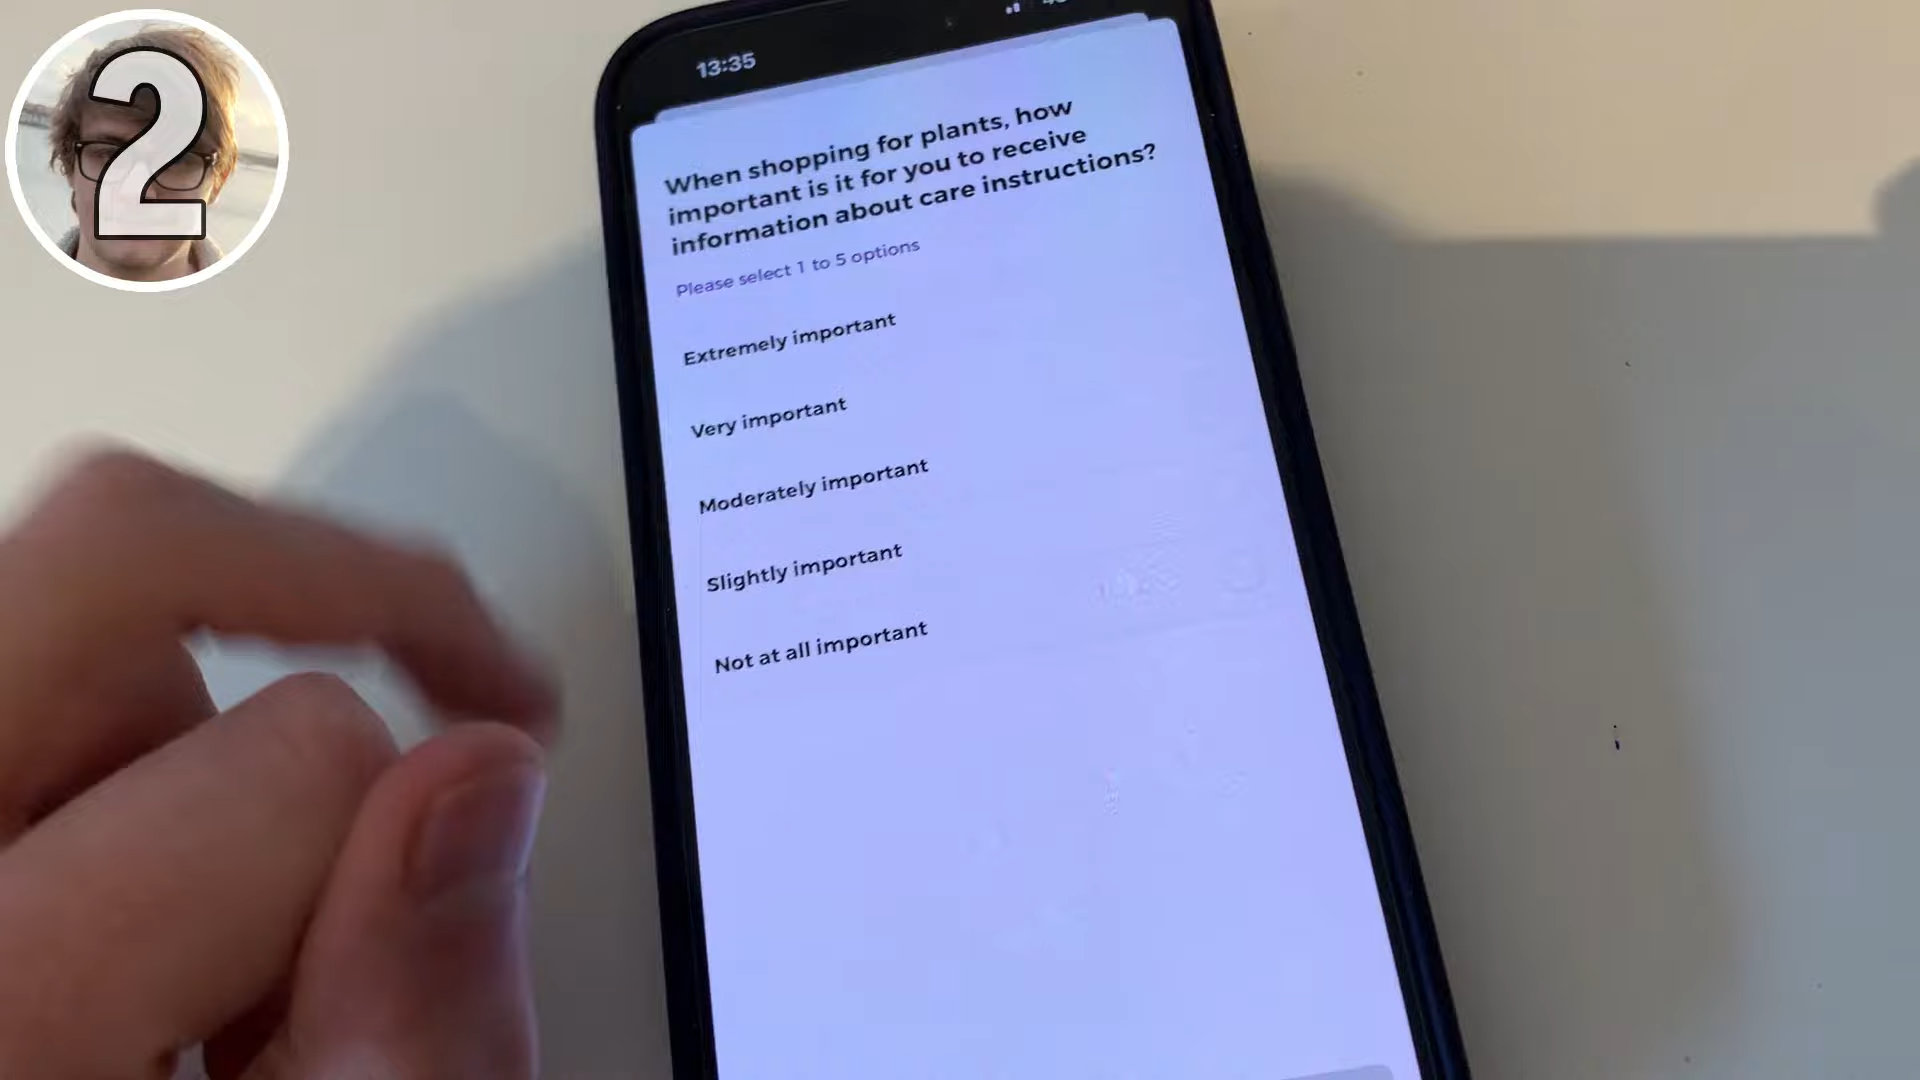 2
13:35
When shopping for plants, how
important is it for you to receive
information about care instructions?
Please select 1 to 5 options
Extremely important
Very important
Moderately important
Slightly important
Not at all important